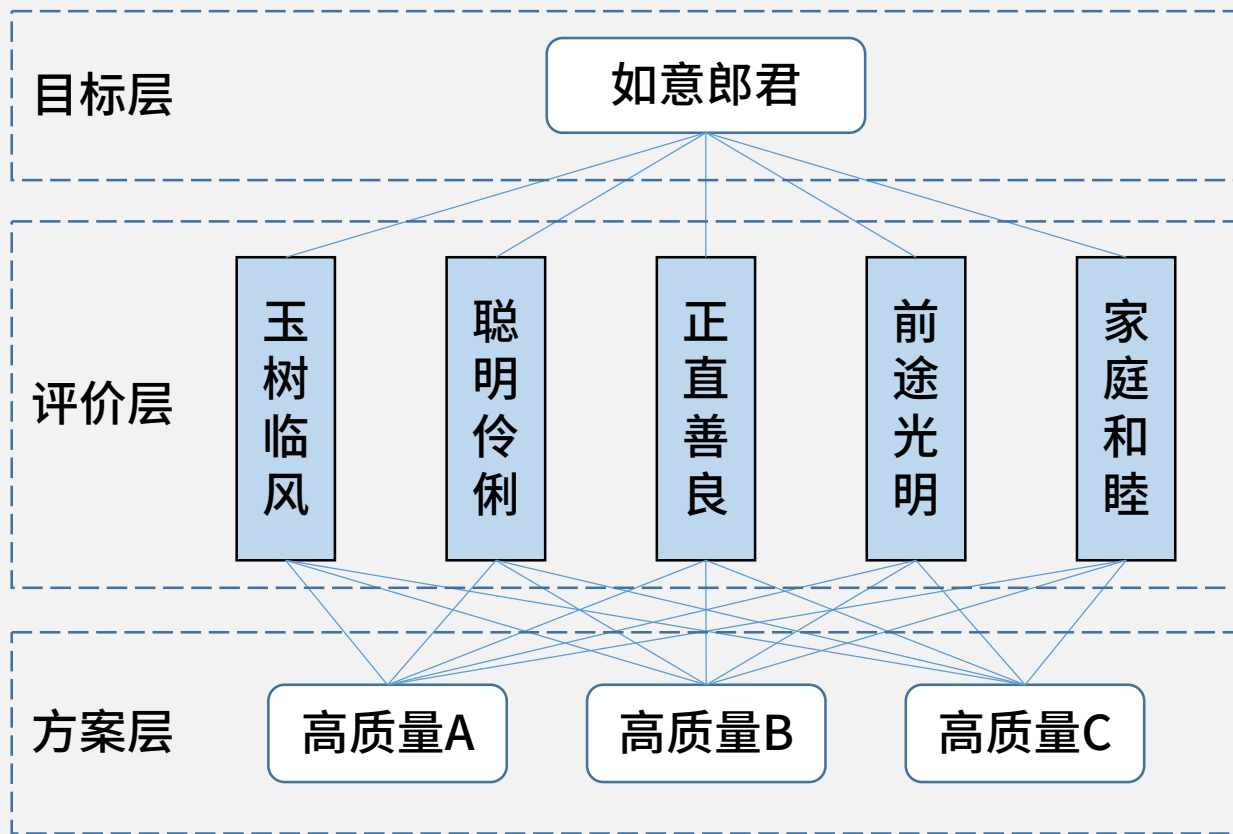 目标层
如意郎君
评价层
玉树临风
聪明伶俐
正直善良
前途光明
家庭和睦
方案层
高质量A
高质量B
高质量C